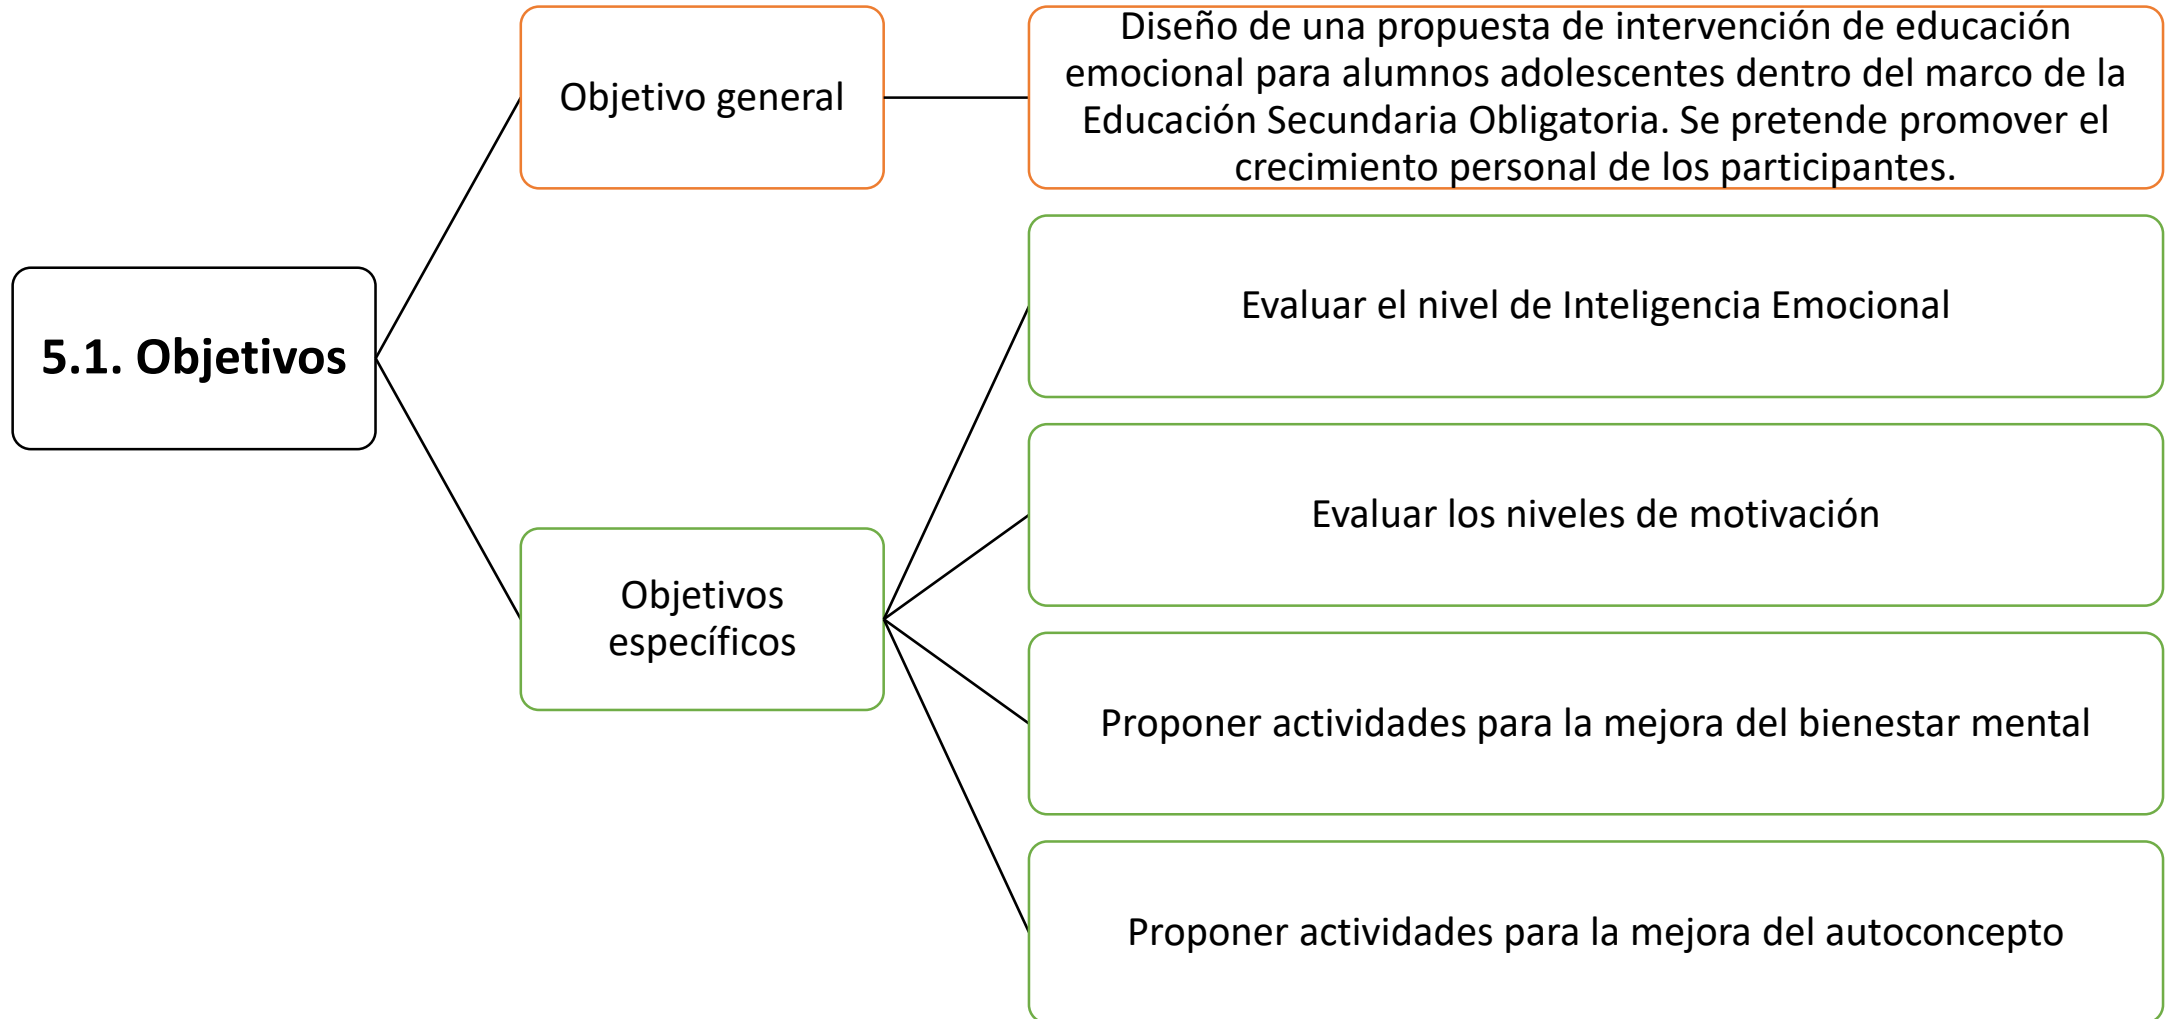 5.1. Objetivos
Objetivo general
Diseño de una propuesta de intervención de educación
emocional para alumnos adolescentes dentro del marco de la
Educación Secundaria Obligatoria. Se pretende promover el
crecimiento personal de los participantes.
Objetivos
específicos
Evaluar el nivel de Inteligencia Emocional
Evaluar los niveles de motivación
Proponer actividades para la mejora del bienestar mental
Proponer actividades para la mejora del autoconcepto